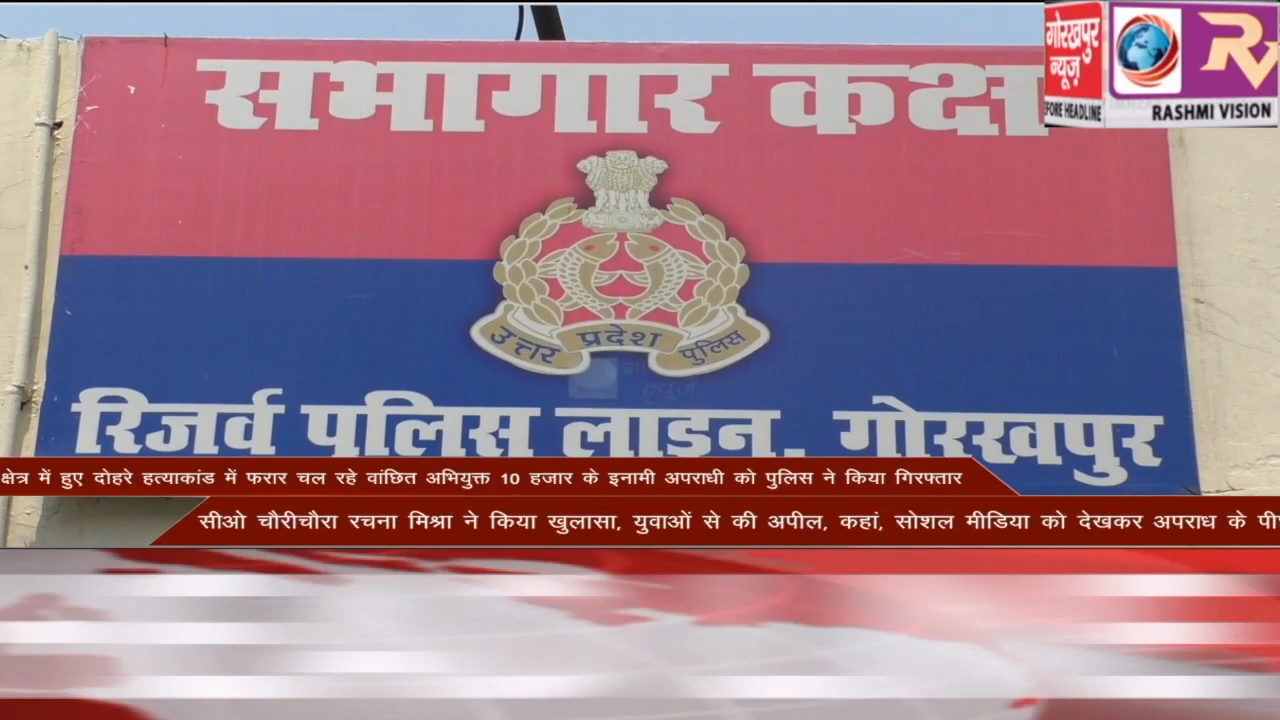 सभागार कक्ष
गोरखपुर
न्यूज़
RASHMI VISION
उत्तर प्रदेश पुलिस
रिजर्व पुलिस लाइन, गोरखपुर
क्षेत्र में हुए दोहरे हत्याकांड में फरार चल रहे वांछित अभियुक्त 10 हजार के इनामी अपराधी को पुलिस ने किया गिरफ्तार
सीओ चौरीचौरा रचना मिश्रा ने किया खुलासा, युवाओं से की अपील, कहां, सोशल मीडिया को देखकर अपराध के